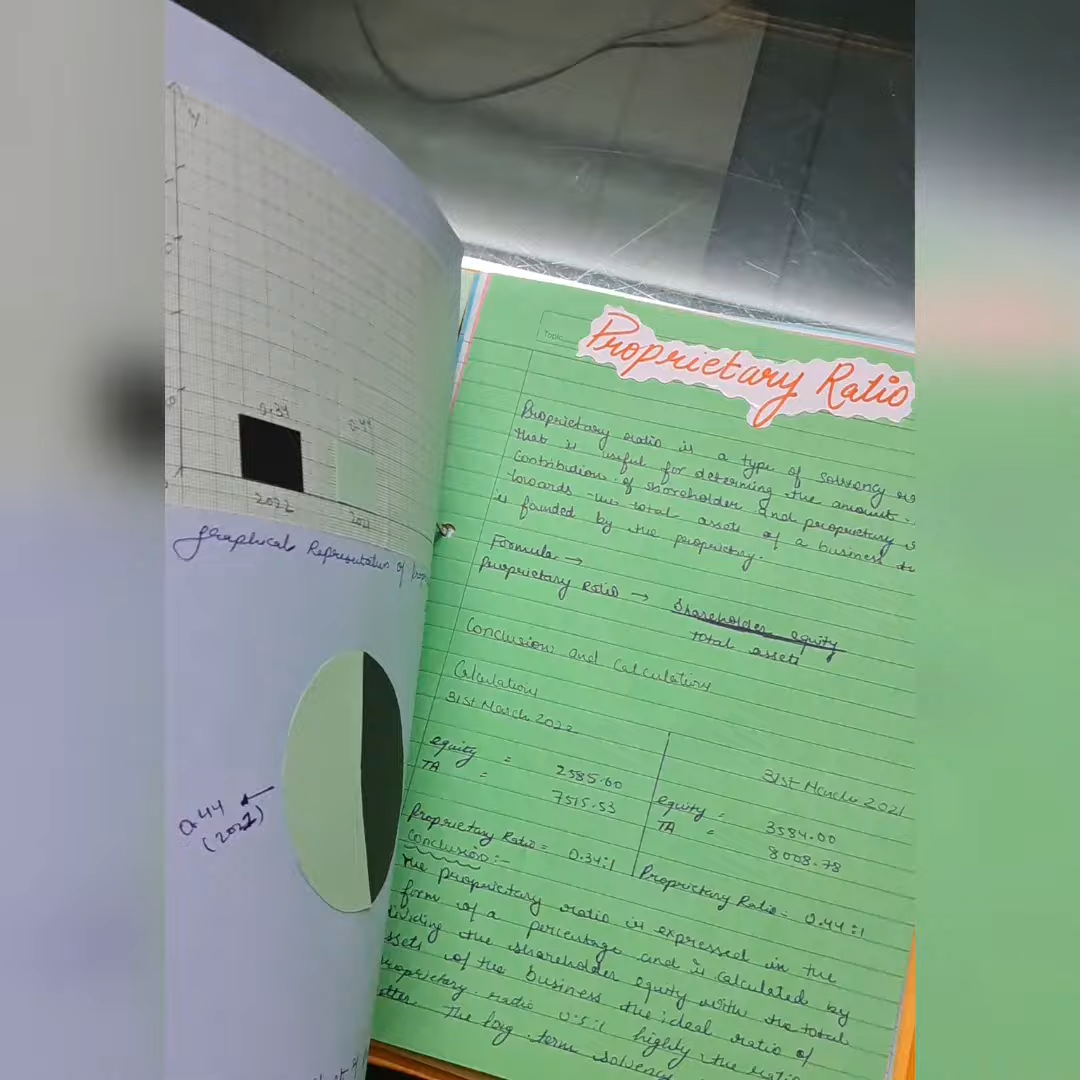 y
0.34
0.44
2022
2021
Graphical Representation of
0.44
Topic
Proprietary Ratio
Proprietary ratio is a type of solvency
that is useful for determining the amount
Contribution of shareholder and proprietary
towards the total assets of a business
is founded by the proprietary.
Formula →
Proprietary Ratio → Shareholder equity
total assets
Conclusion and Calculations
Calculations
31st March 2022
equity = 2585.60
TA = 7515.53
Proprietary Ratio = 0.34:1
31st March 2021
equity = 3584.00
TA = 8008.78
Proprietary Ratio = 0.44:1
Conclusion:-
The proprietary ratio is expressed in the
form of a percentage and is calculated by
dividing the shareholder equity with the total
assets of the business the ideal ratio of
proprietary ratio 0.5:1 highly the ratio
The long term solvency